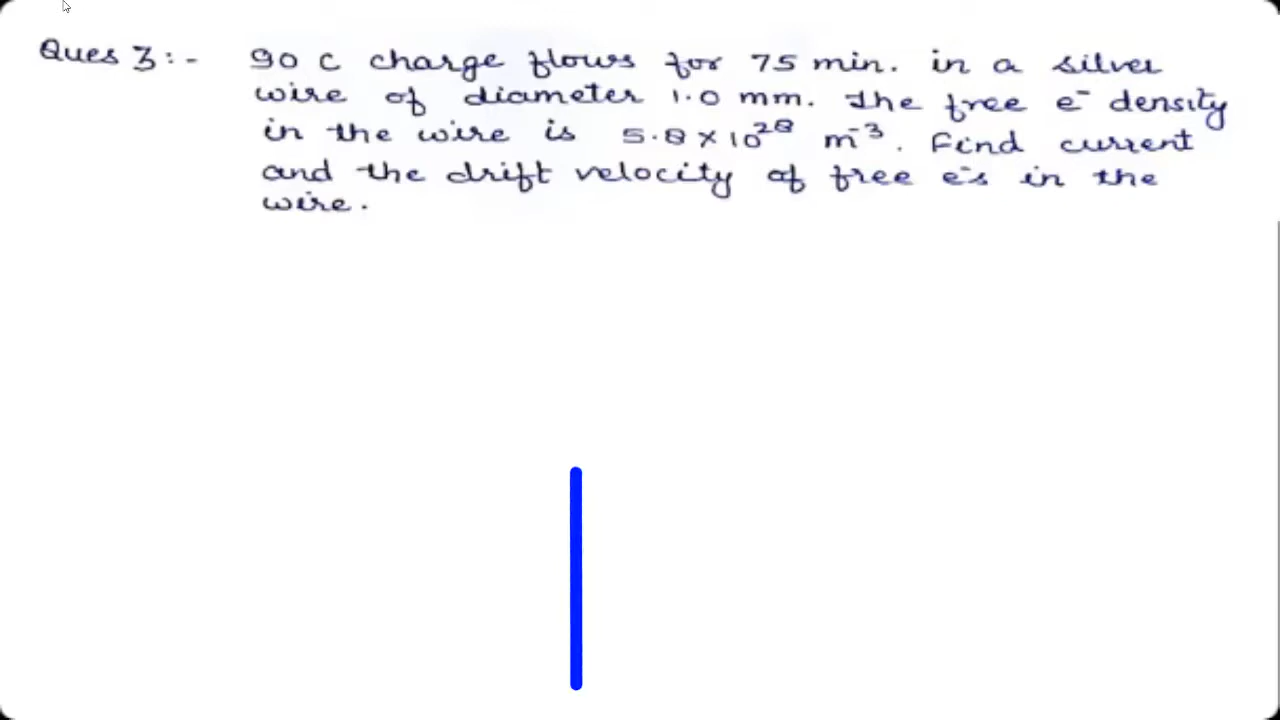 Ques 3:- 90 C charge flows for 75 min. in a silver
wire of diameter 1.0 mm. The free e⁻ density
in the wire is 5.8 × 10²⁸ m⁻³. Find current
and the drift velocity of free e⁻s in the
wire.